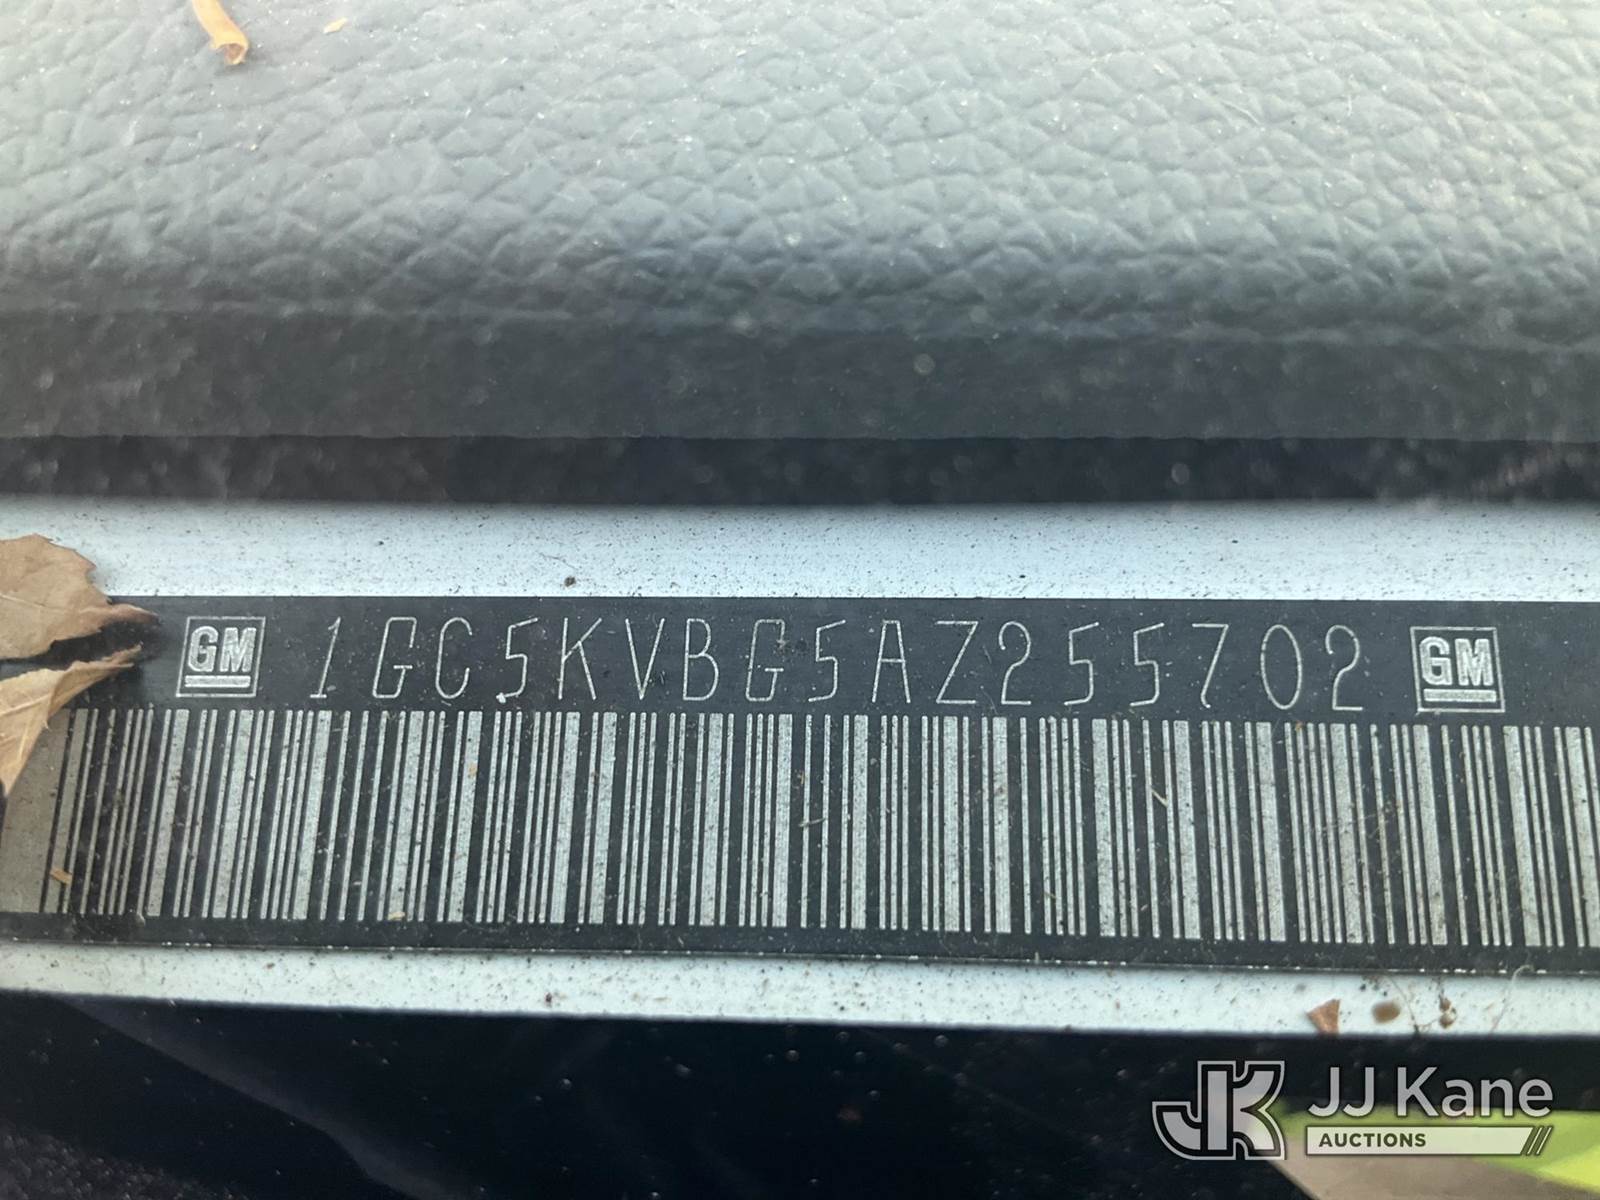 GM 1GC5KVBG5AZ255702 GM
JJ Kane
AUCTIONS